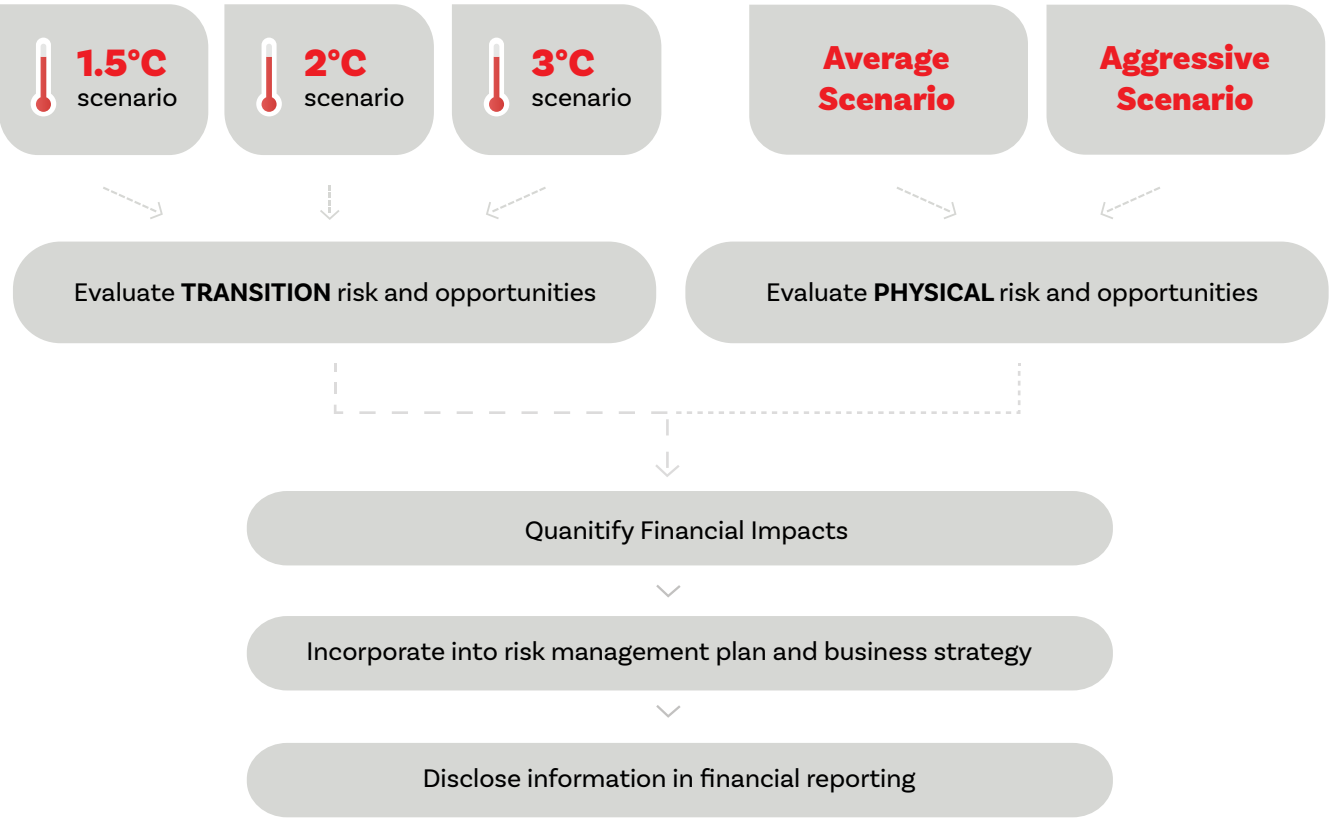 1.5°C
scenario
2°C
scenario
3°C
scenario
Average
Scenario
Aggressive
Scenario
Evaluate TRANSITION risk and opportunities
Evaluate PHYSICAL risk and opportunities
Quanitify Financial Impacts
Incorporate into risk management plan and business strategy
Disclose information in financial reporting